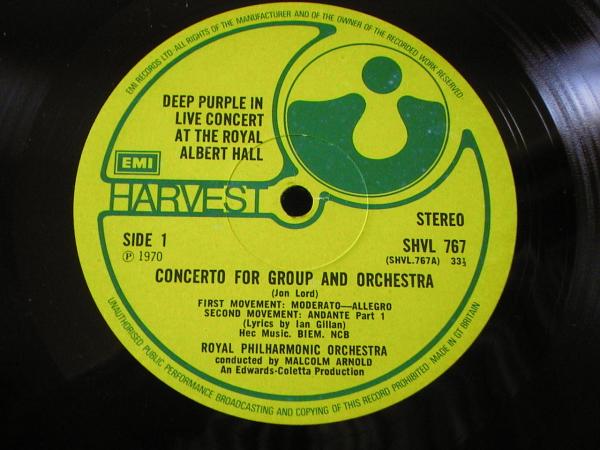 EMI RECORDS LTD · ALL RIGHTS OF THE MANUFACTURER AND OF THE OWNER OF THE RECORDED WORK RESERVED
DEEP PURPLE IN
LIVE CONCERT
AT THE ROYAL
ALBERT HALL
EMI
HARVEST
STEREO
SIDE 1
SHVL 767
℗ 1970
(SHVL.767A) 33⅓
CONCERTO FOR GROUP AND ORCHESTRA
(Jon Lord)
FIRST MOVEMENT: MODERATO—ALLEGRO
SECOND MOVEMENT: ANDANTE Part 1
(Lyrics by Ian Gillan)
Hec Music. BIEM. NCB
ROYAL PHILHARMONIC ORCHESTRA
conducted by MALCOLM ARNOLD
An Edwards-Coletta Production
UNAUTHORISED PUBLIC PERFORMANCE BROADCASTING AND COPYING OF THIS RECORD PROHIBITED · MADE IN GT BRITAIN